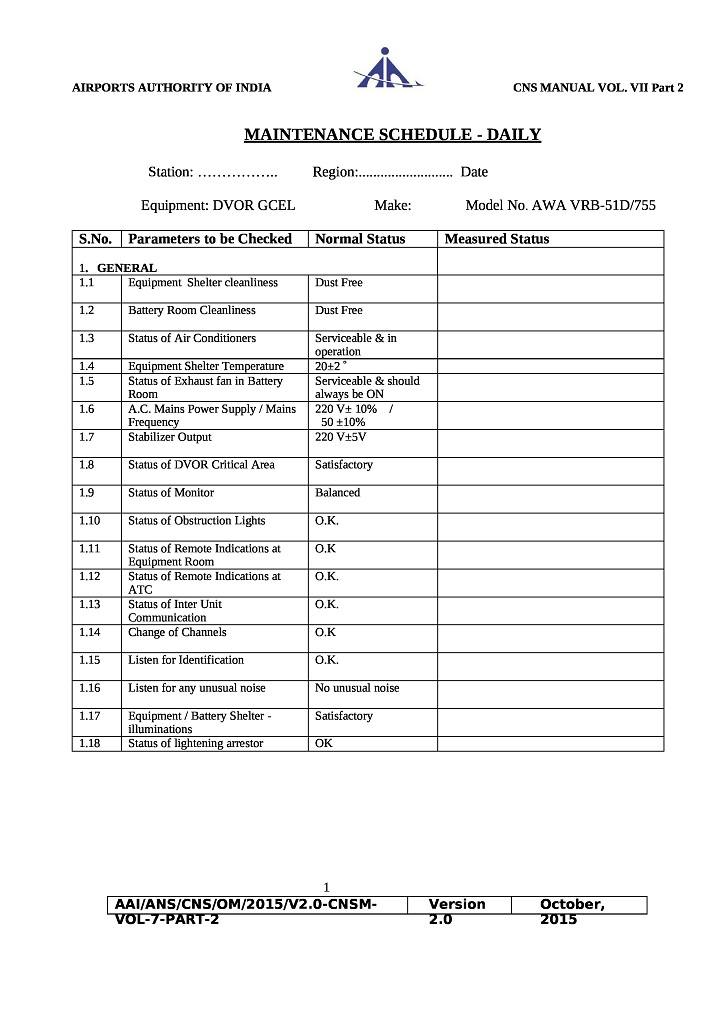 AIRPORTS AUTHORITY OF INDIA CNS MANUAL VOL. VII Part 2
MAINTENANCE SCHEDULE - DAILY
Station: …………….. Region:.......................... Date
Equipment: DVOR GCEL Make: Model No. AWA VRB-51D/755
S.No. Parameters to be Checked Normal Status Measured Status
1. GENERAL
1.1 Equipment Shelter cleanliness Dust Free
1.2 Battery Room Cleanliness Dust Free
1.3 Status of Air Conditioners Serviceable & in
operation
1.4 Equipment Shelter Temperature 20±2 °
1.5 Status of Exhaust fan in Battery Serviceable & should
Room always be ON
1.6 A.C. Mains Power Supply / Mains 220 V± 10% /
Frequency 50 ±10%
1.7 Stabilizer Output 220 V±5V
1.8 Status of DVOR Critical Area Satisfactory
1.9 Status of Monitor Balanced
1.10 Status of Obstruction Lights O.K.
1.11 Status of Remote Indications at O.K
Equipment Room
1.12 Status of Remote Indications at O.K.
ATC
1.13 Status of Inter Unit O.K.
Communication
1.14 Change of Channels O.K
1.15 Listen for Identification O.K.
1.16 Listen for any unusual noise No unusual noise
1.17 Equipment / Battery Shelter - Satisfactory
illuminations
1.18 Status of lightening arrestor OK
1
AAI/ANS/CNS/OM/2015/V2.0-CNSM- Version October,
VOL-7-PART-2 2.0 2015